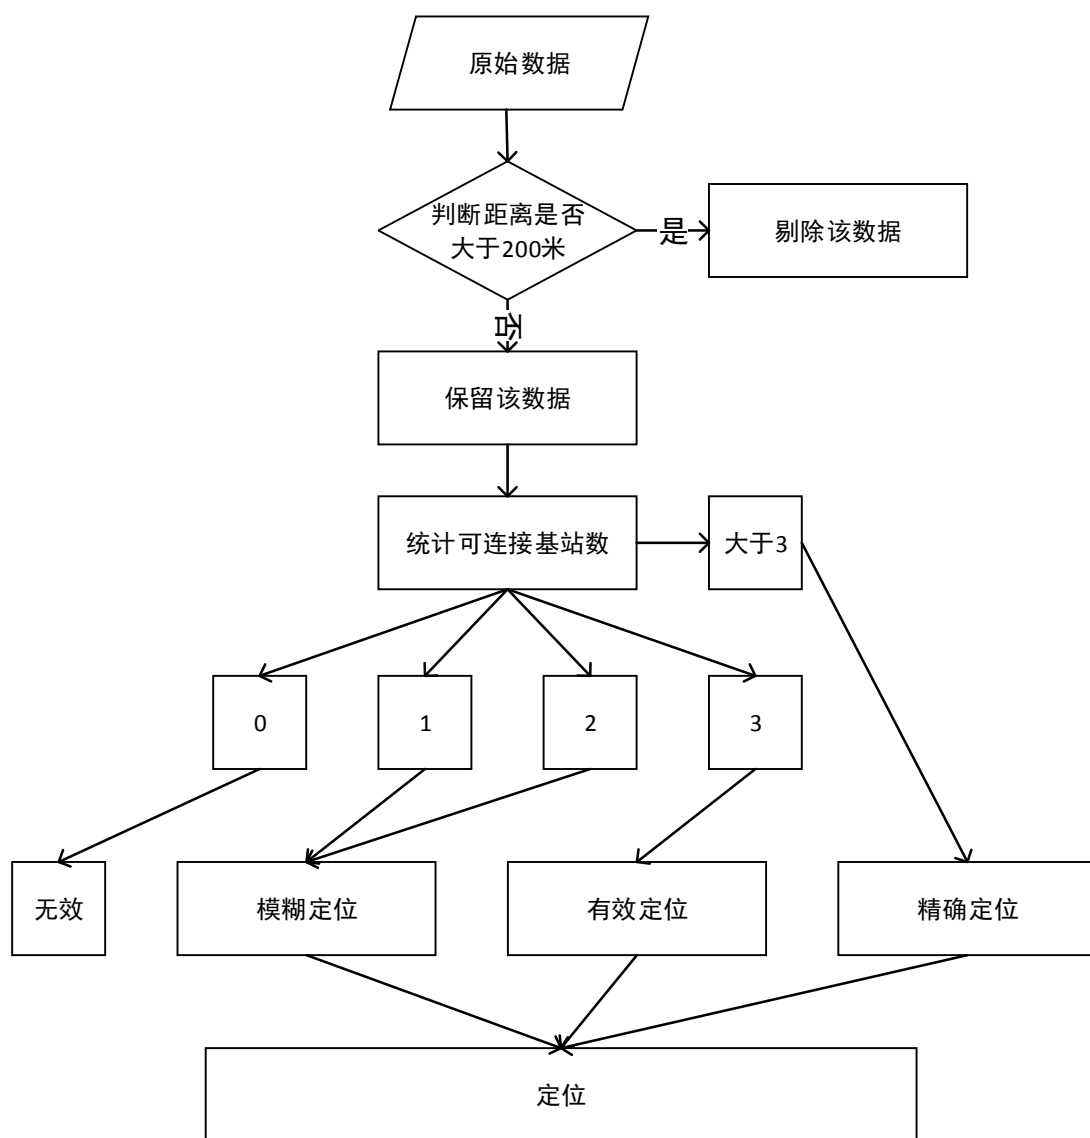 原始数据
判断距离是否
大于200米
是
剔除该数据
否
保留该数据
统计可连接基站数
大于3
0
1
2
3
无效
模糊定位
有效定位
精确定位
定位